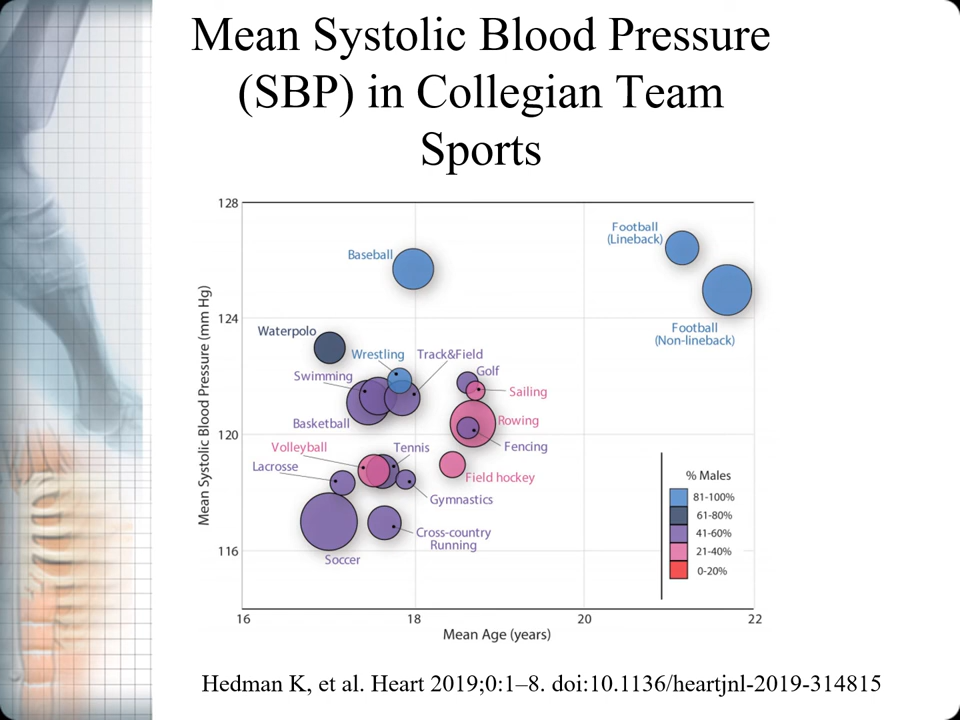 Mean Systolic Blood Pressure
(SBP) in Collegian Team
Sports
128
124
120
116
Mean Systolic Blood Pressure (mm Hg)
Football
(Lineback)
Baseball
Football
(Non-lineback)
Waterpolo
Wrestling
Track&Field
Swimming
Golf
Sailing
Basketball
Rowing
Volleyball
Tennis
Fencing
Lacrosse
Field hockey
Gymnastics
Cross-country
Running
Soccer
% Males
81-100%
61-80%
41-60%
21-40%
0-20%
16
18
20
22
Mean Age (years)
Hedman K, et al. Heart 2019;0:1–8. doi:10.1136/heartjnl-2019-314815